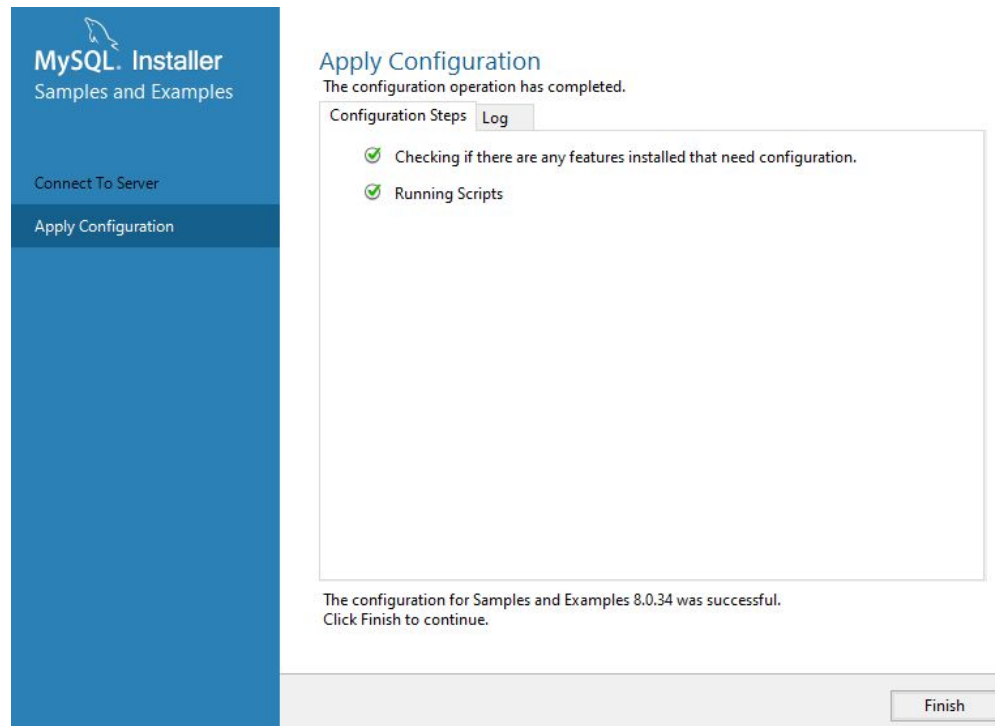 MySQL. Installer
Samples and Examples
Connect To Server
Apply Configuration
Apply Configuration
The configuration operation has completed.
Configuration Steps
Log
Checking if there are any features installed that need configuration.
Running Scripts
The configuration for Samples and Examples 8.0.34 was successful.
Click Finish to continue.
Finish